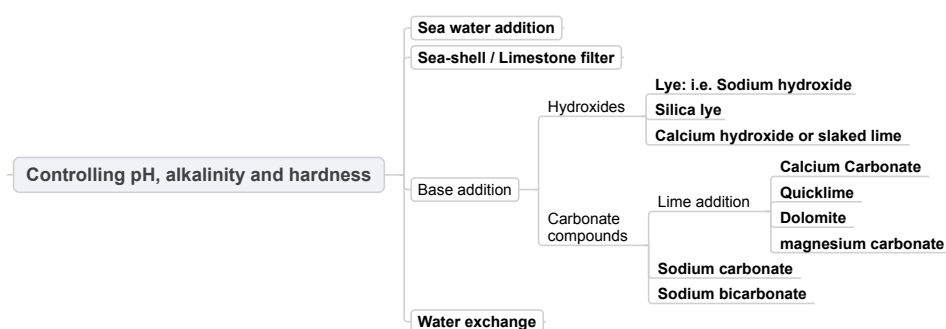 Sea water addition
Sea-shell / Limestone filter
Lye: i.e. Sodium hydroxide
Hydroxides
Silica lye
Calcium hydroxide or slaked lime
Controlling pH, alkalinity and hardness
Base addition
Calcium Carbonate
Quicklime
Lime addition
Dolomite
Carbonate
compounds
magnesium carbonate
Sodium carbonate
Sodium bicarbonate
Water exchange